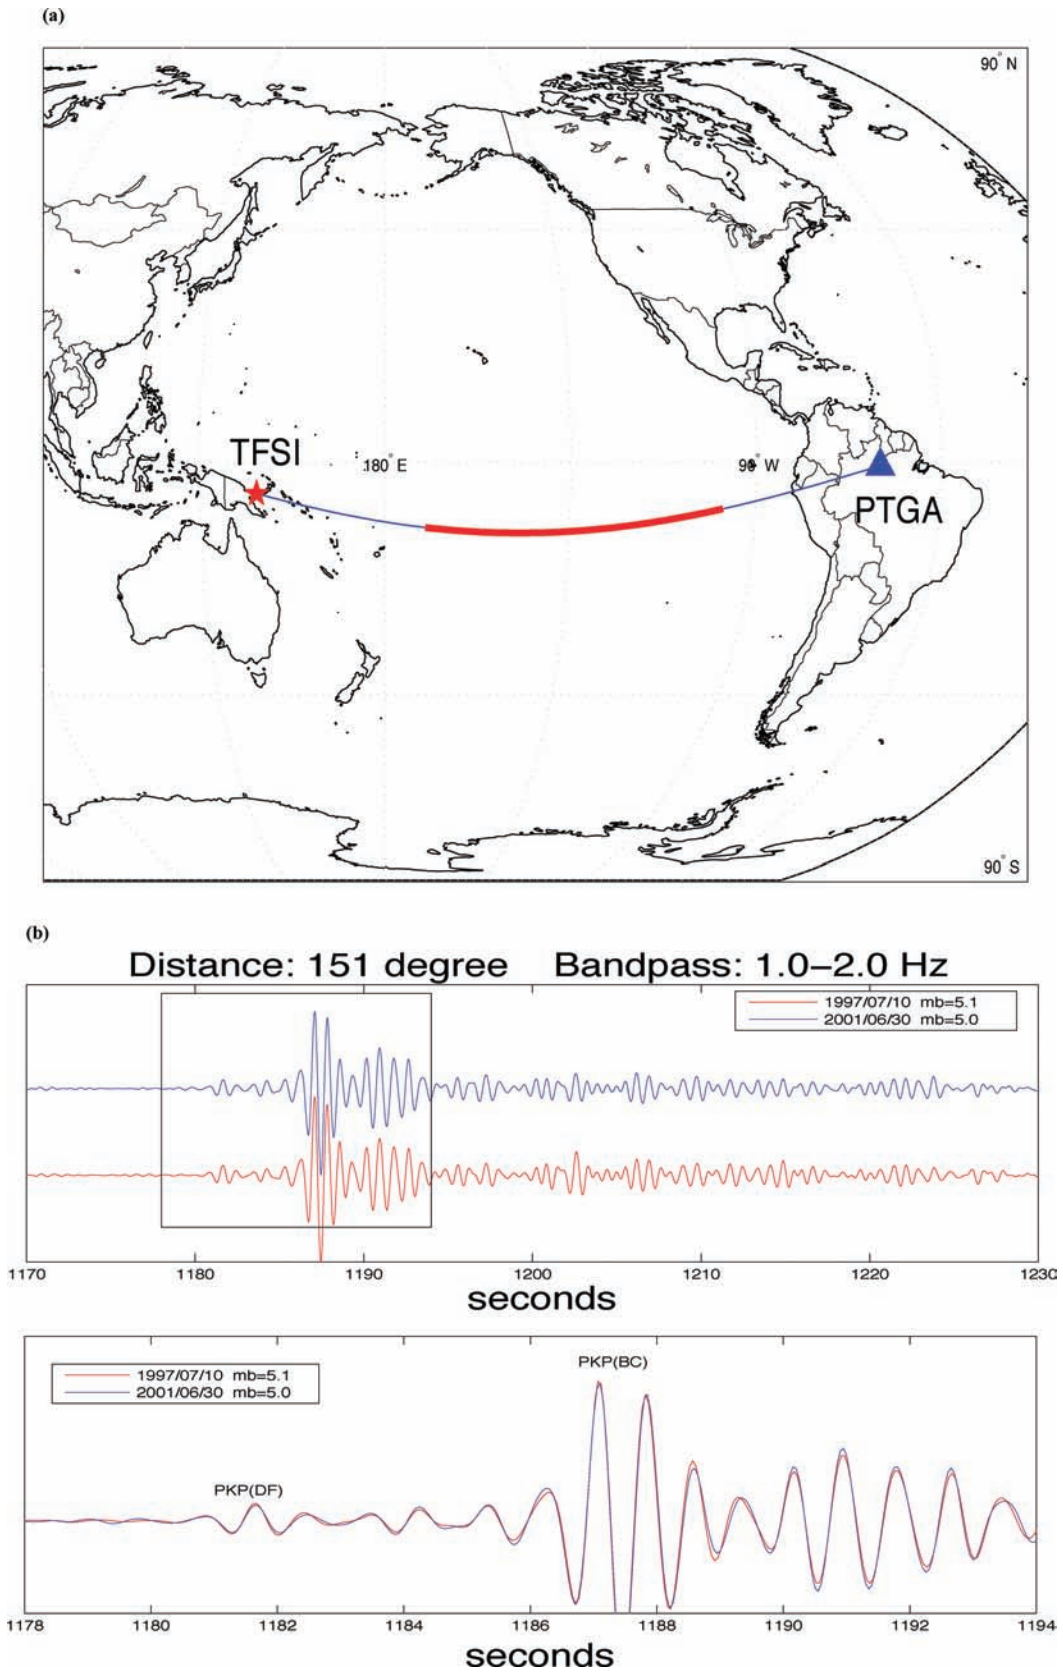 (a)
90° N
TFSI
180° E
90° W
PTGA
90° S
(b)
Distance: 151 degree Bandpass: 1.0–2.0 Hz
1997/07/10 mb=5.1
2001/06/30 mb=5.0
1170 1180 1190 1200 1210 1220 1230
seconds
PKP(BC)
1997/07/10 mb=5.1
2001/06/30 mb=5.0
PKP(DF)
1178 1180 1182 1184 1186 1188 1190 1192 1194
seconds